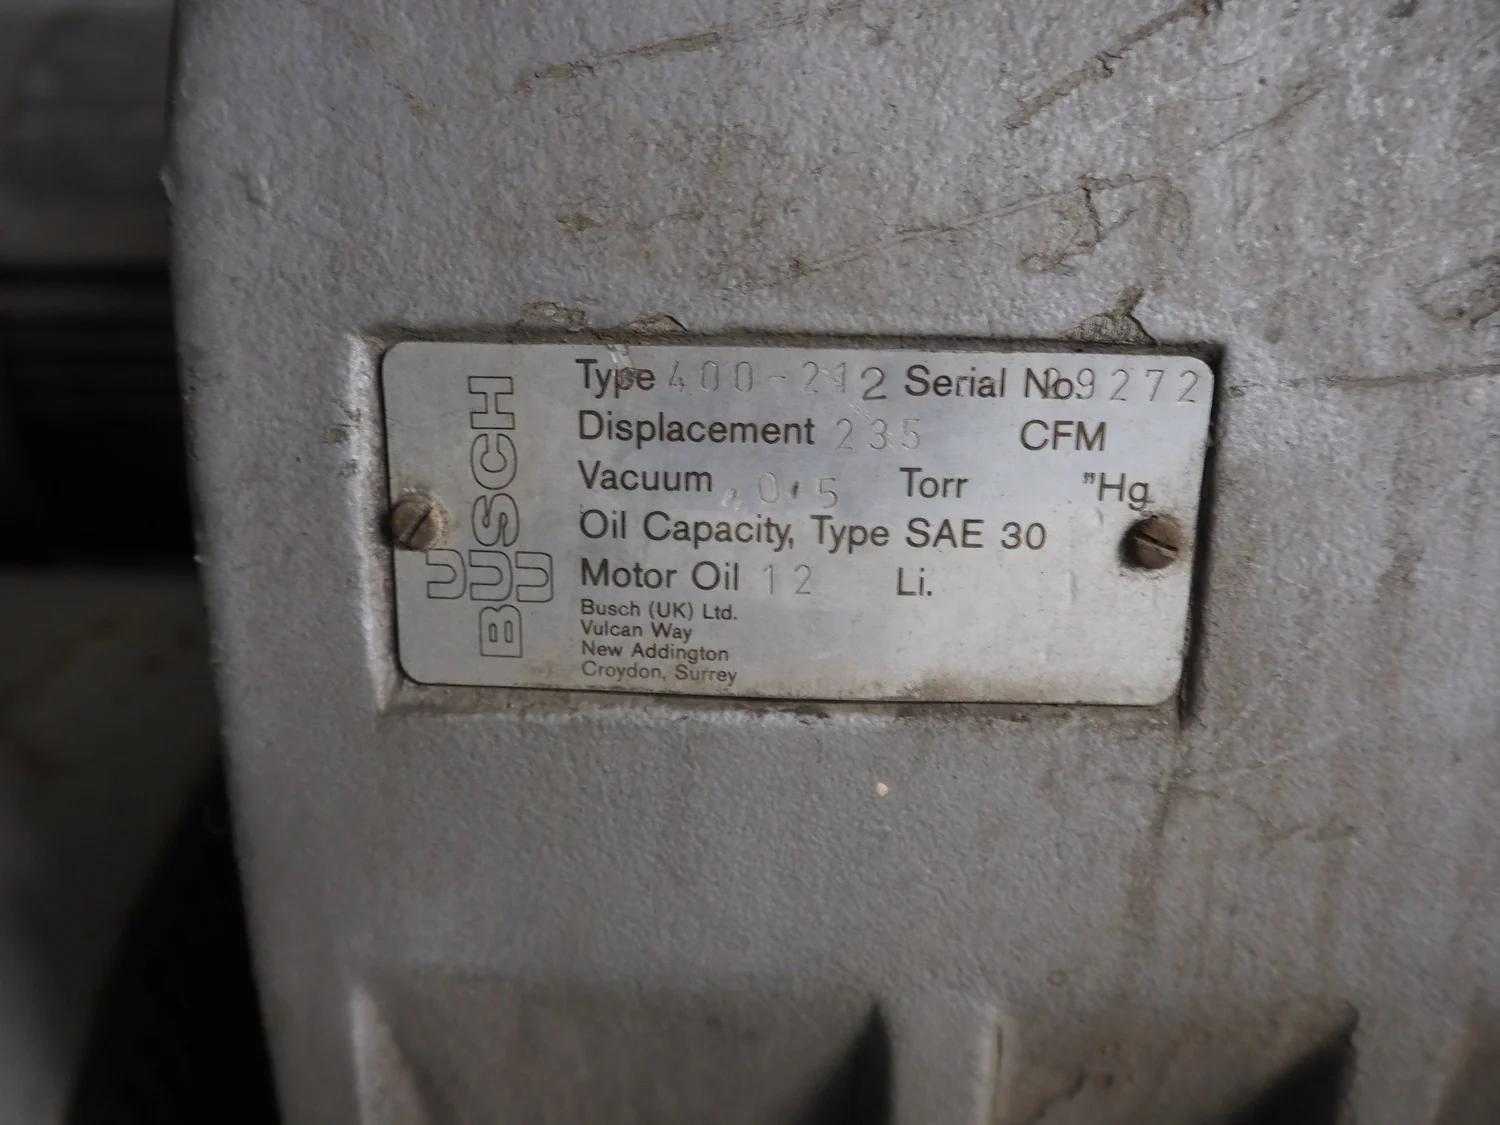 BUSCH
U U
Type 400-212 Serial No 9272
Displacement 235 CFM
Vacuum Torr "Hg
Oil Capacity, Type SAE 30
Motor Oil 12 Li.
Busch (UK) Ltd.
Vulcan Way
New Addington
Croydon, Surrey